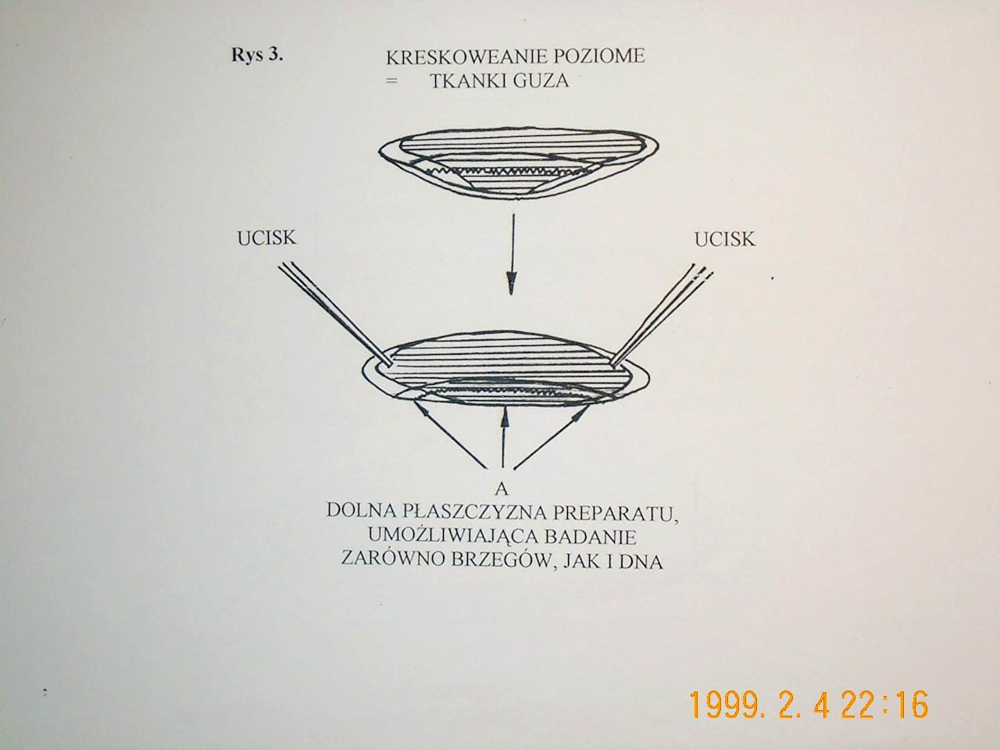 Rys 3.
KRESKOWEANIE POZIOME
= TKANKI GUZA
UCISK
UCISK
A
DOLNA PŁASZCZYZNA PREPARATU,
UMOŻLIWIAJĄCA BADANIE
ZARÓWNO BRZEGÓW, JAK I DNA
1999. 2. 4 22:16